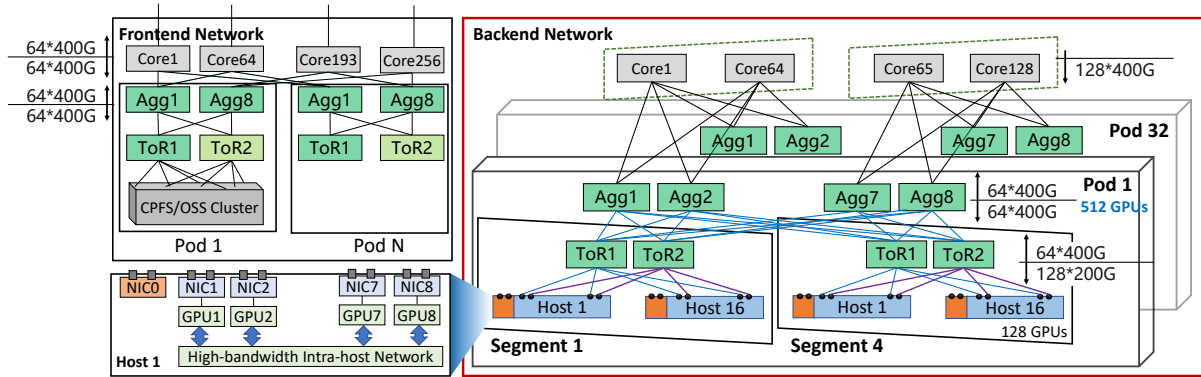 Frontend Network
64*400G
64*400G
Core1
Core64
Core193
Core256
64*400G
64*400G
Agg1
Agg8
Agg1
Agg8
ToR1
ToR2
ToR1
ToR2
CPFS/OSS Cluster
Pod 1
Pod N
NIC0
NIC1
NIC2
NIC7
NIC8
GPU1
GPU2
GPU7
GPU8
High-bandwidth Intra-host Network
Host 1
Backend Network
Core1
Core64
Core65
Core128
128*400G
Agg1
Agg2
Agg7
Agg8
Pod 32
Agg1
Agg2
Agg7
Agg8
64*400G
64*400G
Pod 1
512 GPUs
ToR1
ToR2
ToR1
ToR2
64*400G
128*200G
Host 1
Host 16
Host 1
Host 16
128 GPUs
Segment 1
Segment 4